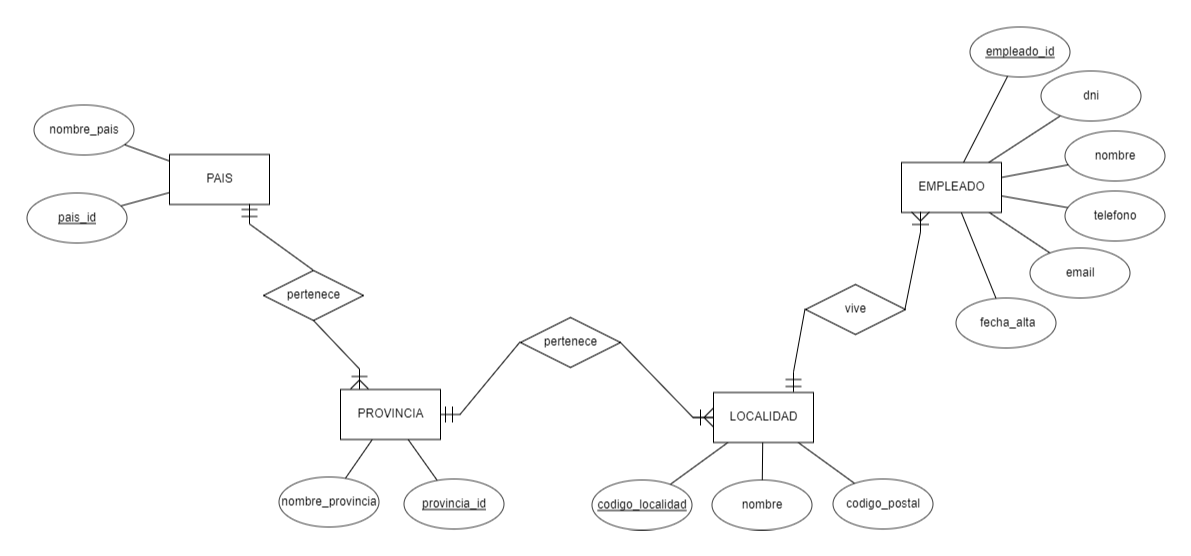 empleado_id
dni
nombre_pais
nombre
PAIS
EMPLEADO
pais_id
telefono
email
pertenece
vive
fecha_alta
pertenece
PROVINCIA
LOCALIDAD
nombre_provincia
provincia_id
codigo_localidad
nombre
codigo_postal